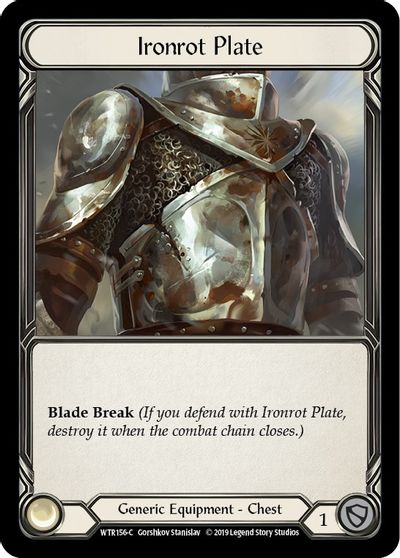 Ironrot Plate
Blade Break (If you defend with Ironrot Plate,
destroy it when the combat chain closes.)
Generic Equipment - Chest
1
WTR156-C Gorshkov Stanislav © 2019 Legend Story Studios